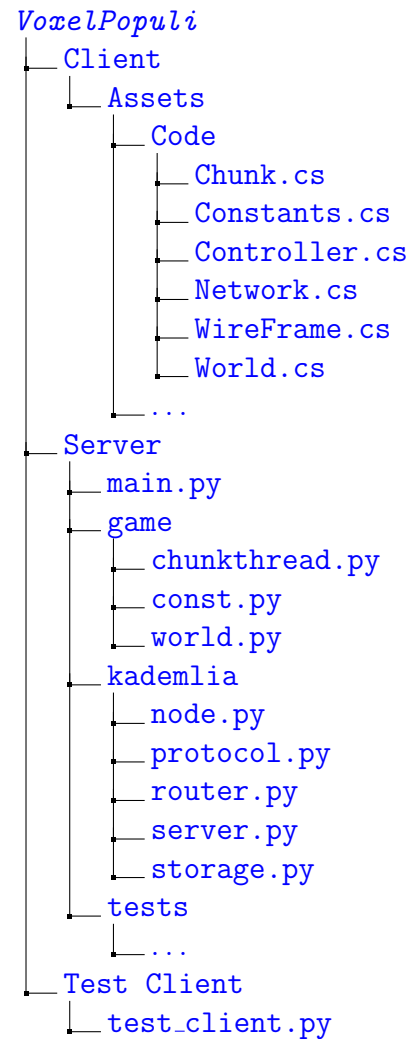 VoxelPopuli
Client
Assets
Code
Chunk.cs
Constants.cs
Controller.cs
Network.cs
WireFrame.cs
World.cs
...
Server
main.py
game
chunkthread.py
const.py
world.py
kademlia
node.py
protocol.py
router.py
server.py
storage.py
tests
...
Test Client
test_client.py